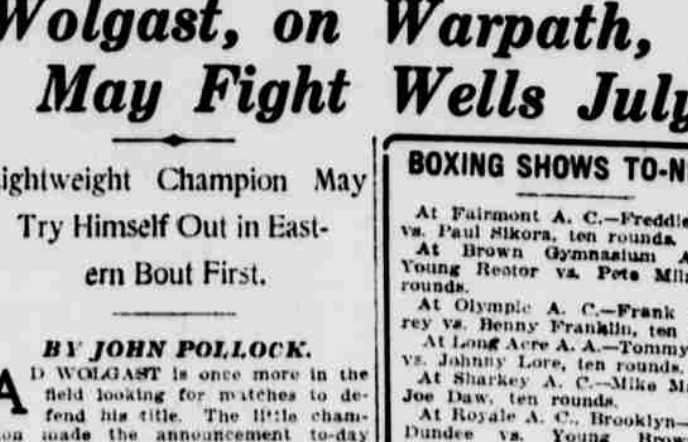 Wolgast, on Warpath,
May Fight Wells July
ightweight Champion May
Try Himself Out in East-
ern Bout First.
BY JOHN POLLOCK.
AD WOLGAST is once more in the
field looking for matches to de-
fend his title. The little cham-
on made the announcement to-day
BOXING SHOWS TO-N
At Fairmont A. C.—Freddie
vs. Paul Sikora, ten rounds.
At Brown Gymnasium A
Young Rector vs. Pete
rounds.
At Olympic A. C.—Frank
rey vs. Benny Franklin, ten
At Long Acre A. A.—Tommy
vs. Johnny Lore, ten rounds.
At Sharkey A. C.—Mike
Joe Daw, ten rounds.
At Royale A. C., Brooklyn—
Dundee vs. Young